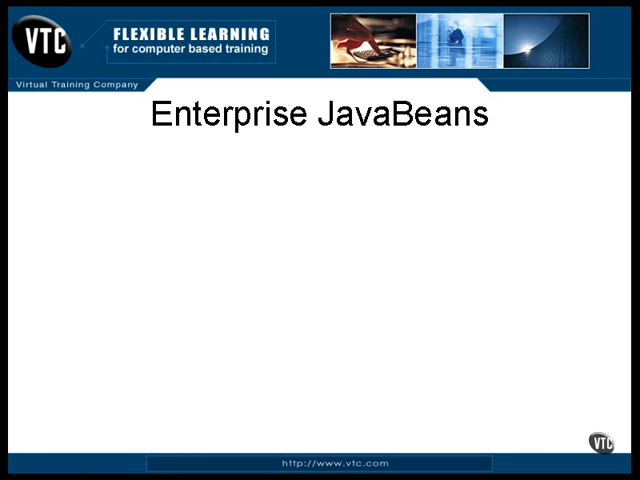 VTC
FLEXIBLE LEARNING
for computer based training
Virtual Training Company
Enterprise JavaBeans
VTC
http://www.vtc.com